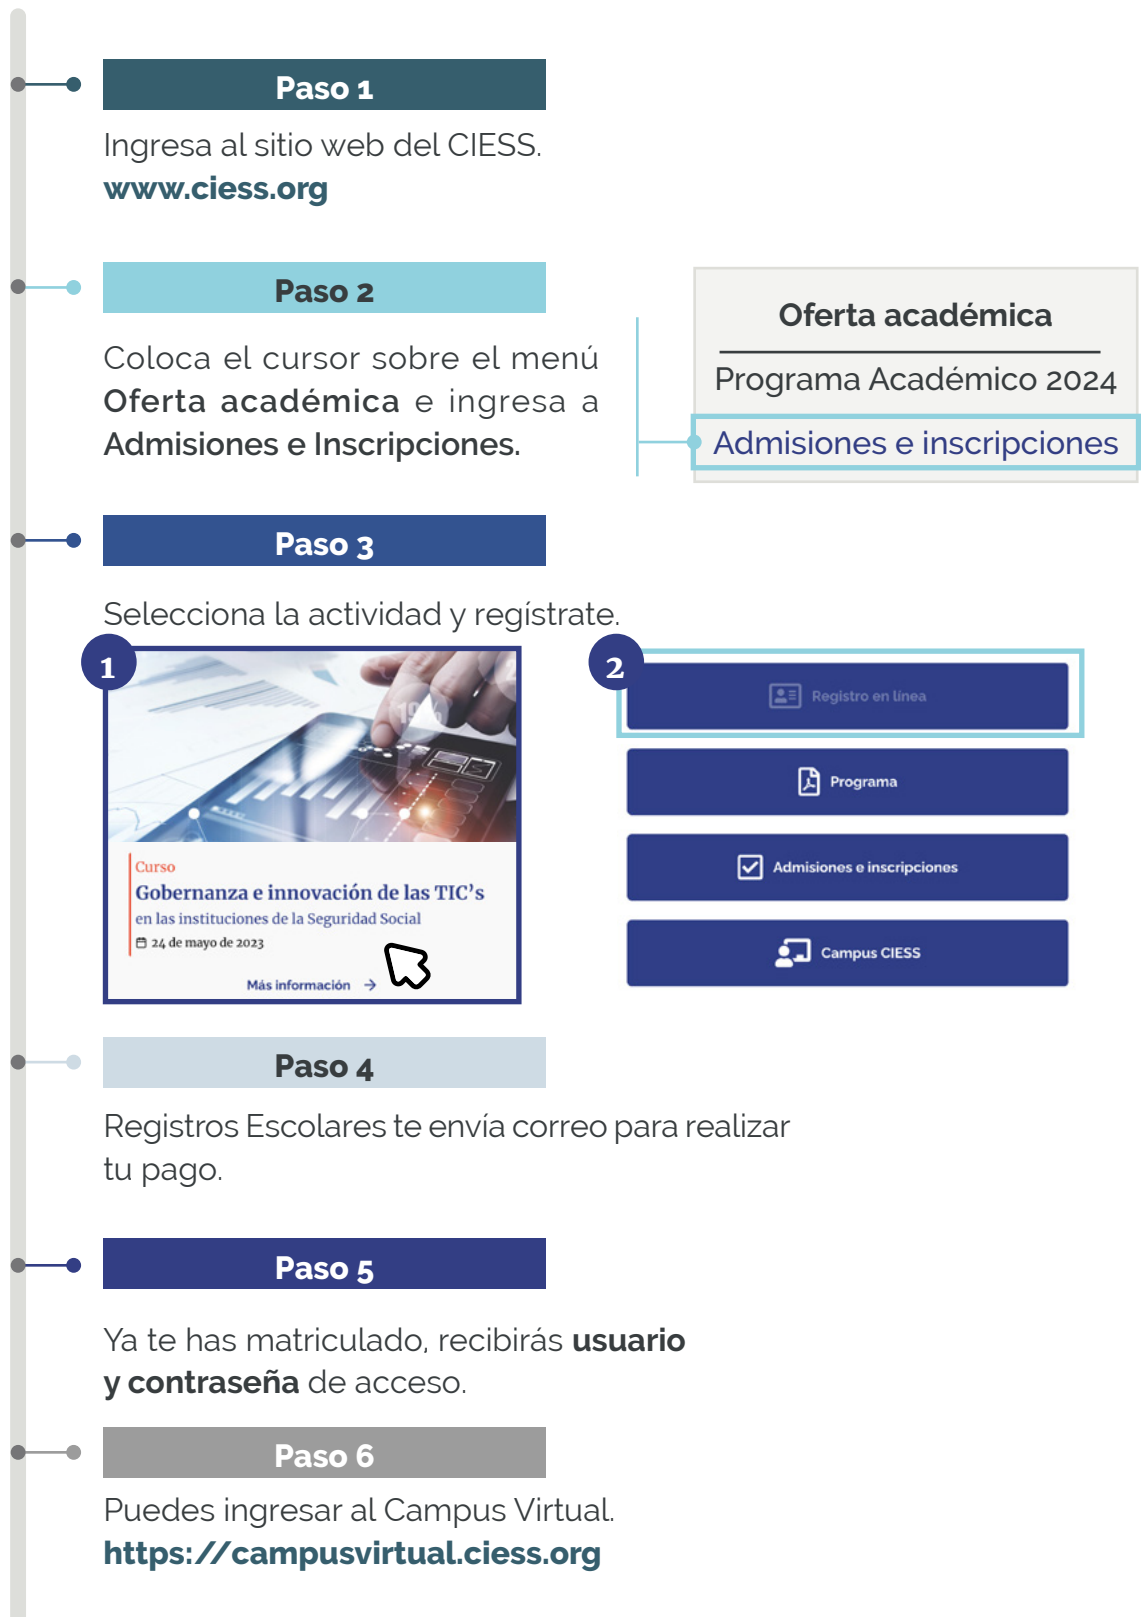 Paso 1
Ingresa al sitio web del CIESS.
www.ciess.org
Paso 2
Coloca el cursor sobre el menú
Oferta académica e ingresa a
Admisiones e Inscripciones.
Oferta académica
Programa Académico 2024
Admisiones e inscripciones
Paso 3
Selecciona la actividad y regístrate.
1
19%
Curso
Gobernanza e innovación de las TIC's
en las instituciones de la Seguridad Social
24 de mayo de 2023
Más información →
2
Registro en línea
Programa
Admisiones e inscripciones
Campus CIESS
Paso 4
Registros Escolares te envía correo para realizar
tu pago.
Paso 5
Ya te has matriculado, recibirás usuario
y contraseña de acceso.
Paso 6
Puedes ingresar al Campus Virtual.
https://campusvirtual.ciess.org